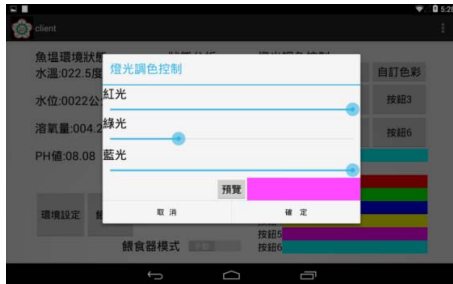 5:28
client
魚塭環境狀態
水溫:022.5度
自訂色彩
水位:0022公
按鈕3
溶氧量:004.2
按鈕6
PH值:08.08
燈光調色控制
紅光
綠光
藍光
預覽
取消
確定
環境設定
按鈕5
餵食器模式
按鈕6